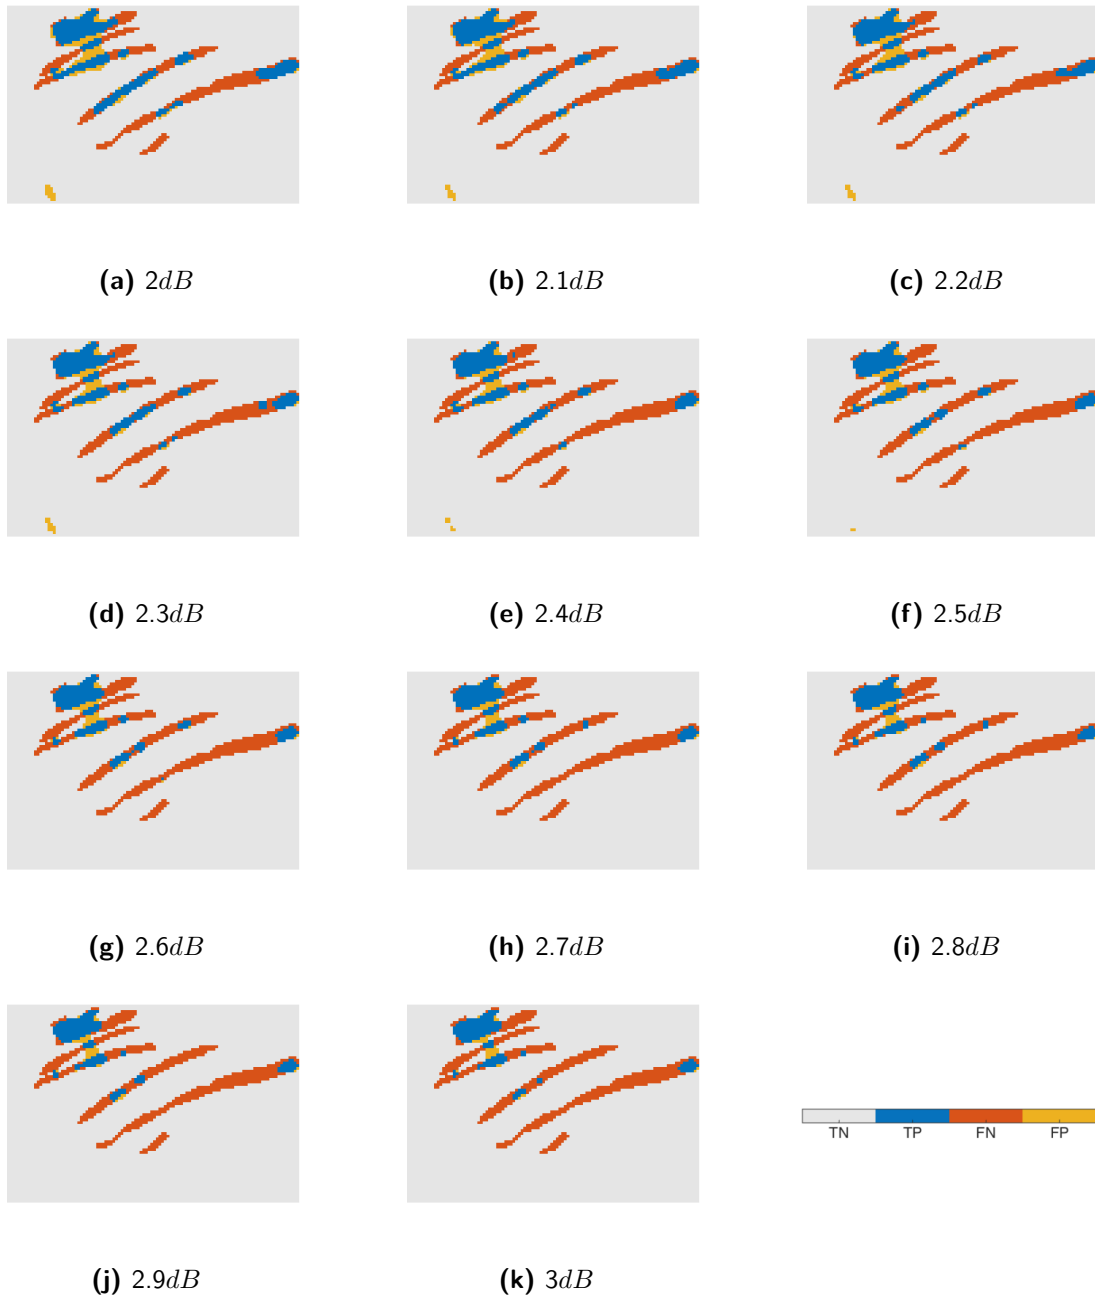 (a) 2dB
(b) 2.1dB
(c) 2.2dB
(d) 2.3dB
(e) 2.4dB
(f) 2.5dB
(g) 2.6dB
(h) 2.7dB
(i) 2.8dB
TN TP FN FP
(j) 2.9dB
(k) 3dB